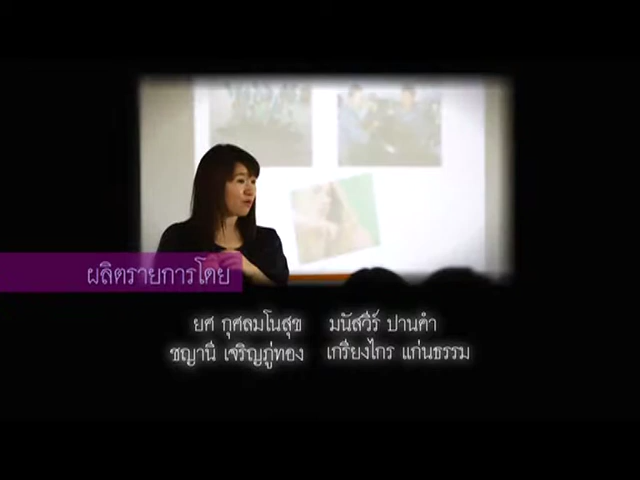 ผลิตรายการโดย
ยศ กุศลมโนสุข มนัสวีร์ ปานคำ
ชญานี เจริญภู่ทอง เกรียงไกร แก่นธรรม